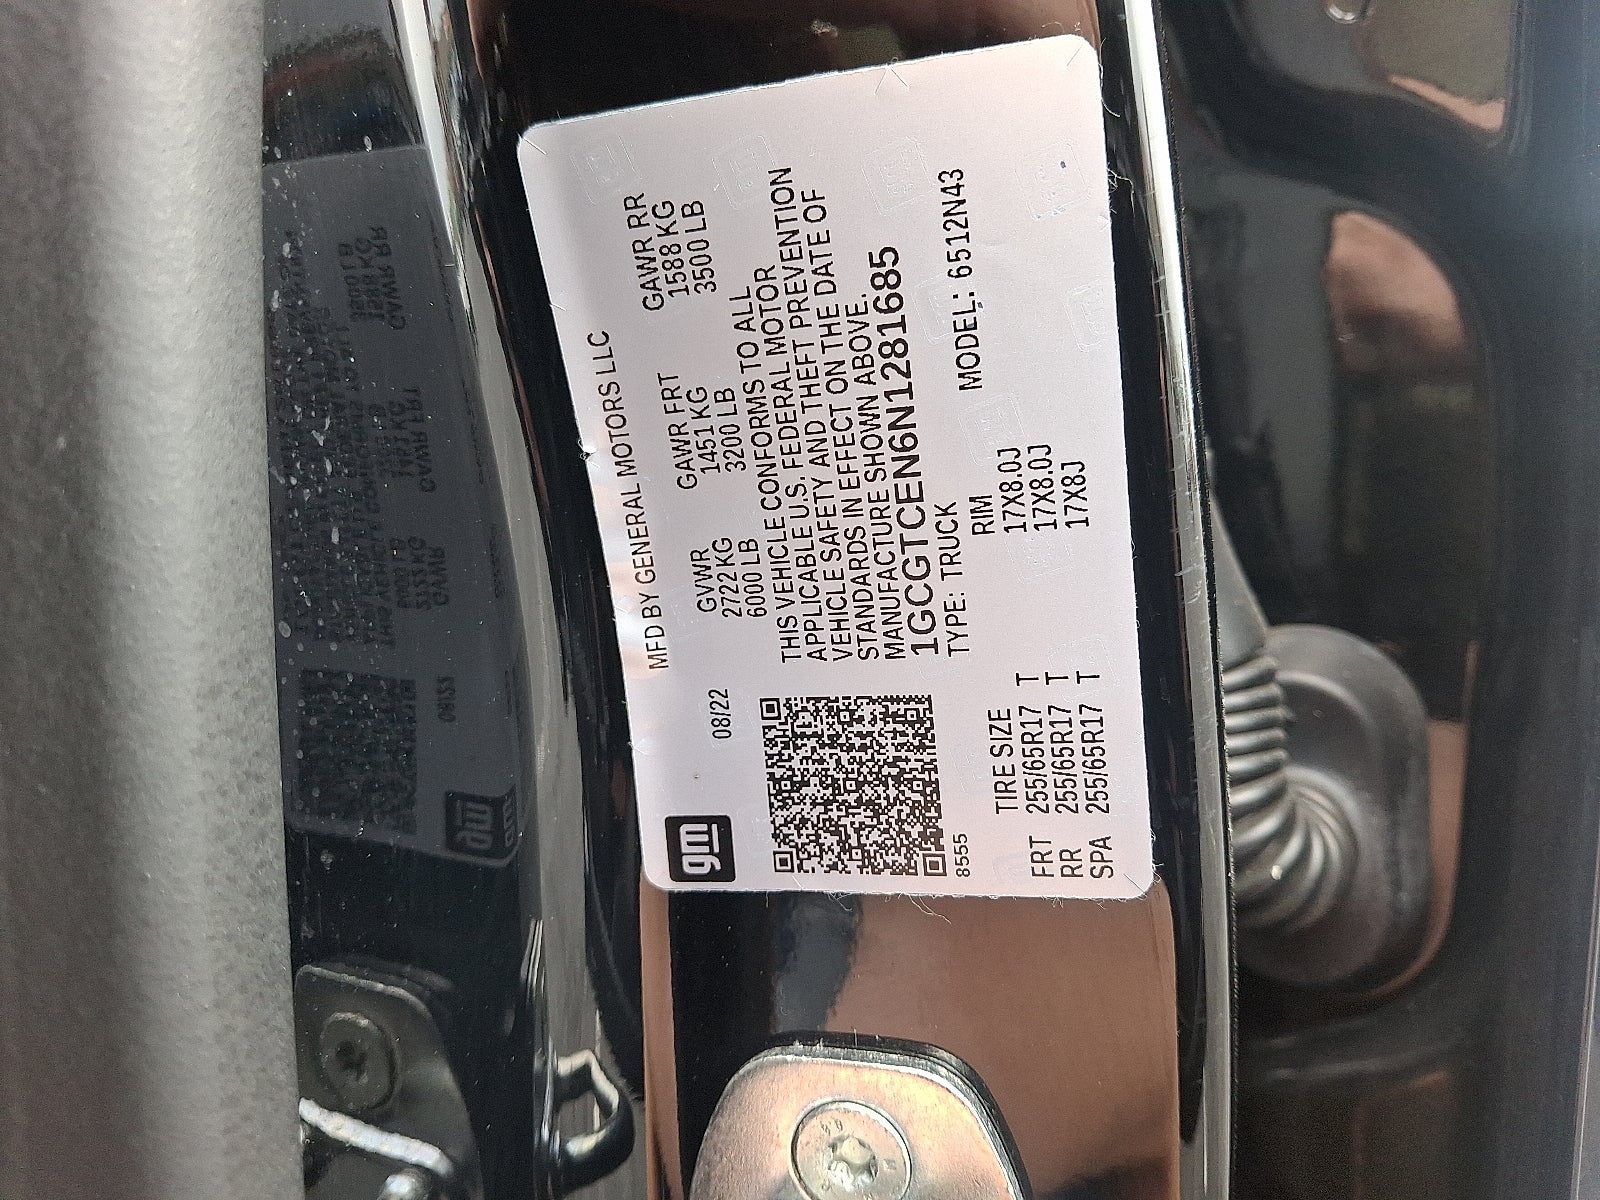 gm
08/22
MFD BY GENERAL MOTORS LLC
GVWR GAWR FRT GAWR RR
2722KG 1451 KG 1588 KG
6000 LB 3200 LB 3500 LB
THIS VEHICLE CONFORMS TO ALL
APPLICABLE U.S. FEDERAL MOTOR
VEHICLE SAFETY AND THEFT PREVENTION
STANDARDS IN EFFECT ON THE DATE OF
MANUFACTURE SHOWN ABOVE.
1GCGTCEN6N1281685
8555
TYPE: TRUCK MODEL: 6512N43
TIRE SIZE RIM
FRT 255/65R17 T 17X8.0J
RR 255/65R17 T 17X8.0J
SPA 255/65R17 T 17X8J